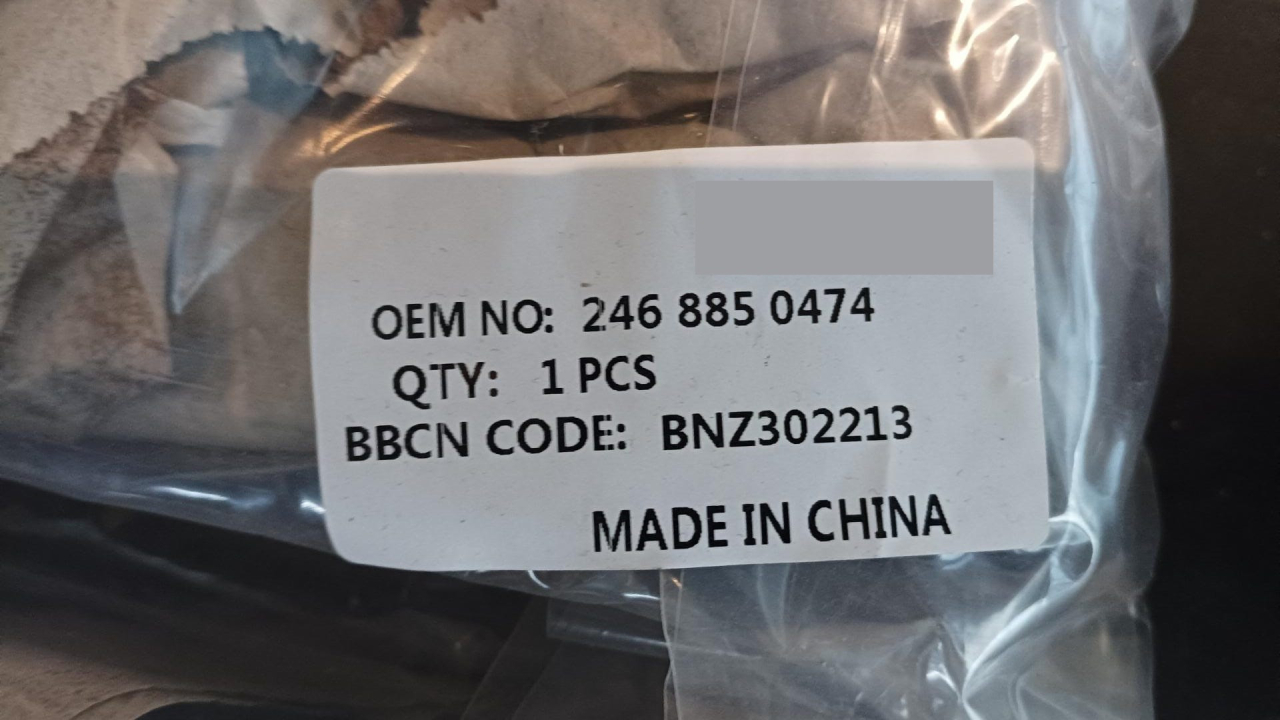 OEM NO: 246 885 0474
QTY: 1 PCS
BBCN CODE: BNZ302213
MADE IN CHINA